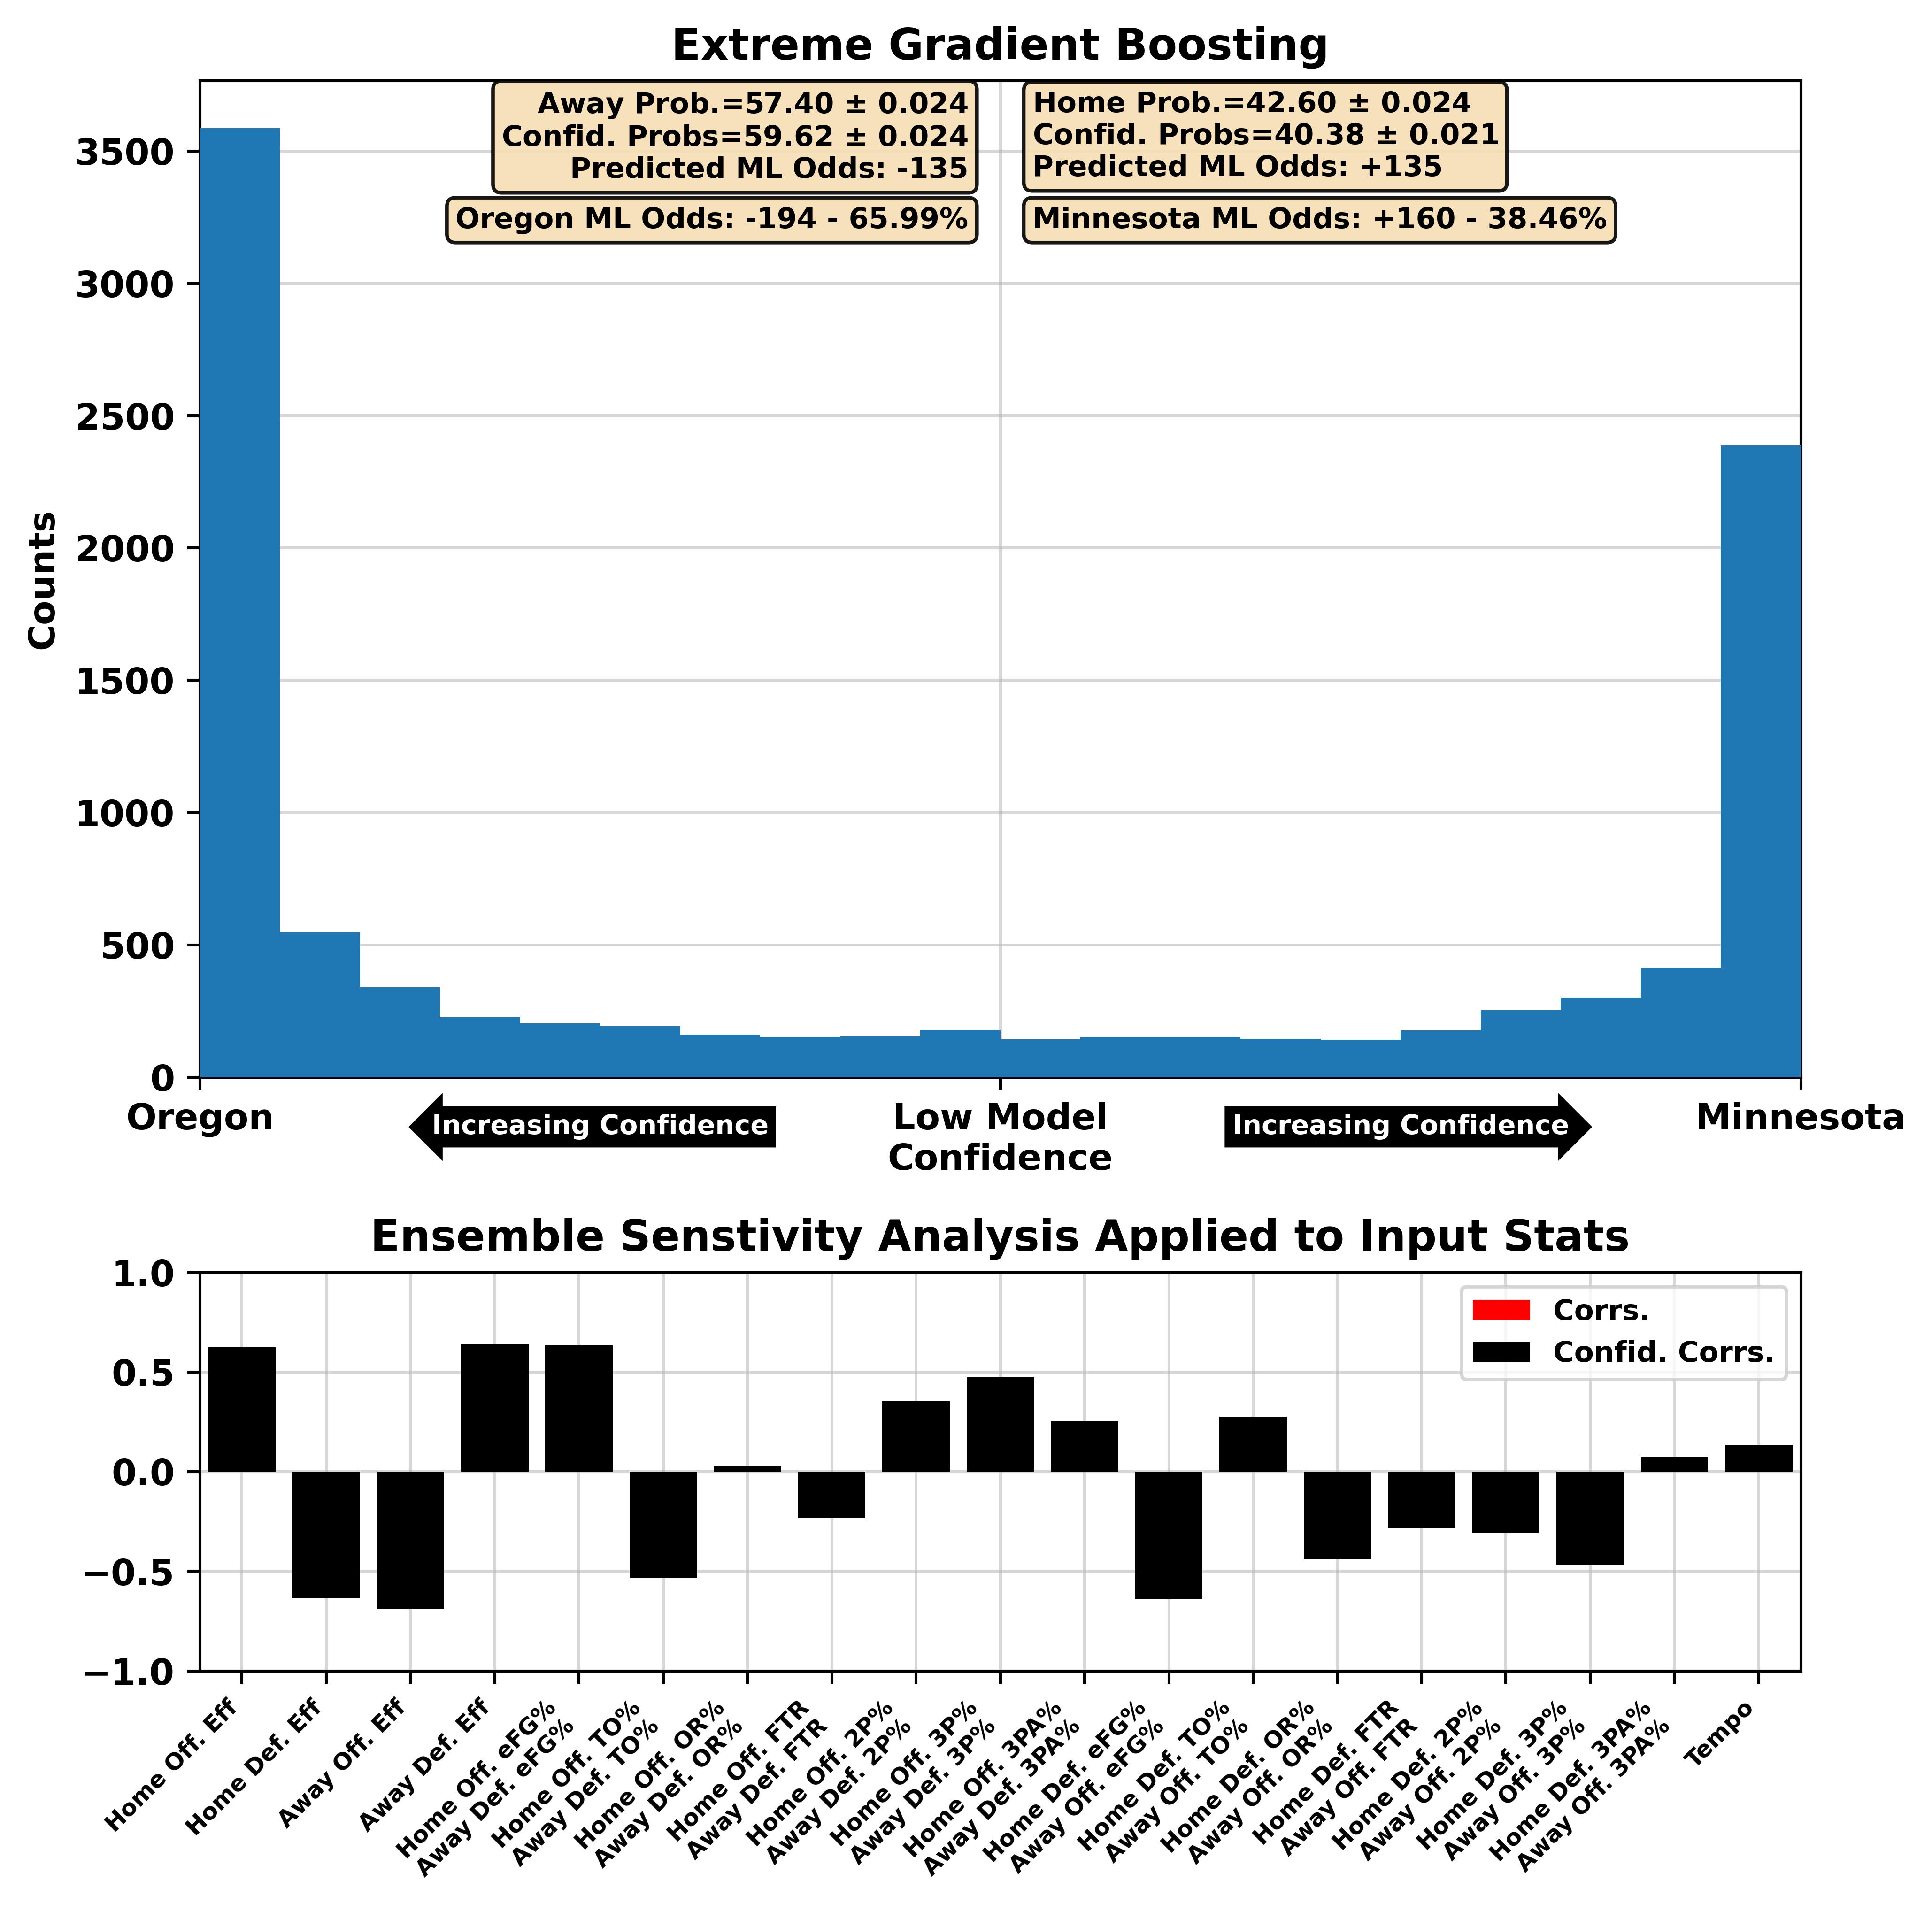 Extreme Gradient Boosting
Away Prob.=57.40 ± 0.024
Confid. Probs=59.62 ± 0.024
Predicted ML Odds: -135
Home Prob.=42.60 ± 0.024
Confid. Probs=40.38 ± 0.021
Predicted ML Odds: +135
Oregon ML Odds: -194 - 65.99%
Minnesota ML Odds: +160 - 38.46%
Counts
3500
3000
2500
2000
1500
1000
500
0
Oregon
Increasing Confidence
Low Model
Confidence
Increasing Confidence
Minnesota
Ensemble Senstivity Analysis Applied to Input Stats
Corrs.
Confid. Corrs.
1.0
0.5
0.0
−0.5
−1.0
Home Off. Eff
Home Def. Eff
Away Off. Eff
Away Def. Eff
Home Off. eFG%
Away Def. eFG%
Home Off. TO%
Away Def. TO%
Home Off. OR%
Away Def. OR%
Home Off. FTR
Away Def. FTR
Home Off. 2P%
Away Def. 2P%
Home Off. 3P%
Away Def. 3P%
Home Off. 3PA%
Away Def. 3PA%
Home Def. eFG%
Away Off. eFG%
Home Def. TO%
Away Off. TO%
Home Def. OR%
Away Off. OR%
Home Def. FTR
Away Off. FTR
Home Def. 2P%
Away Off. 2P%
Home Def. 3P%
Away Off. 3P%
Home Def. 3PA%
Away Off. 3PA%
Tempo